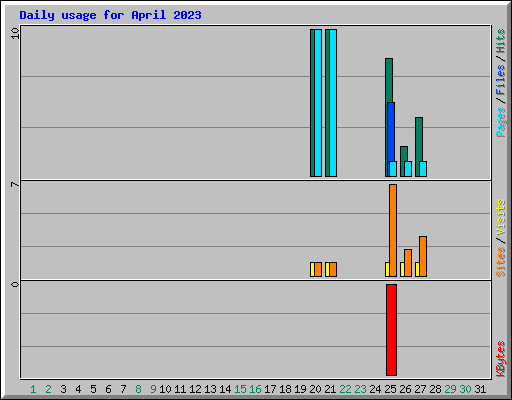 Daily usage for April 2023
10
7
0
Pages / Files / Hits
Sites / Visits
KBytes
1 2 3 4 5 6 7 8 9 10 11 12 13 14 15 16 17 18 19 20 21 22 23 24 25 26 27 28 29 30 31